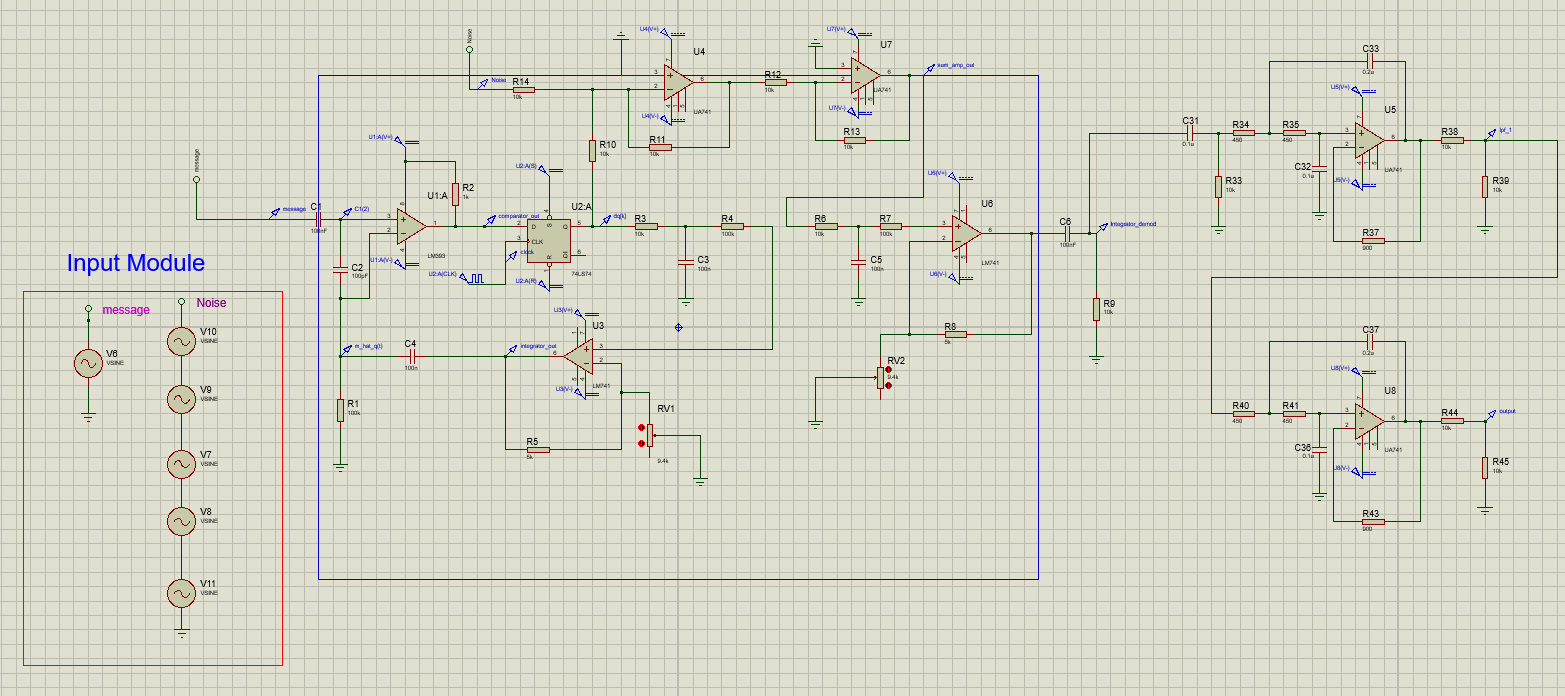 Input Module
message
Noise
V6
VSINE
V10
VSINE
V9
VSINE
V7
VSINE
V8
VSINE
V11
VSINE
message
message
C1
100nF
C1(2)
C2
100pF
U1:A(V+)
U1:A
LM393
U1:A(V-)
R2
1k
comparator_out
U2:A(S)
U2:A
D
CLK
S
Q
R
74LS74
clock
U2:A(CLK)
U2:A(R)
dq[k]
R3
10k
R4
100k
C3
100n
m_hat_q(t)
C4
100n
integrator_out
R1
100k
U3(V+)
U3
LM741
U3(V-)
R5
5k
RV1
9.4k
Noise
Noise
R14
10k
R10
10k
U4(V+)
U4
UA741
U4(V-)
R11
10k
R12
10k
U7(V+)
U7
UA741
U7(V-)
R13
10k
sum_amp_out
R6
10k
R7
100k
C5
100n
U6(V+)
U6
LM741
U6(V-)
R8
5k
RV2
9.4k
C6
100nF
integrator_demod
R9
10k
C31
0.1u
R33
10k
R34
450
R35
450
C32
0.1u
C33
0.2u
U5(V+)
U5
UA741
U5(V-)
R37
900
R38
10k
lpf_1
R39
10k
R40
450
R41
450
C36
0.1u
C37
0.2u
U8(V+)
U8
UA741
U8(V-)
R43
900
R44
10k
output
R45
10k